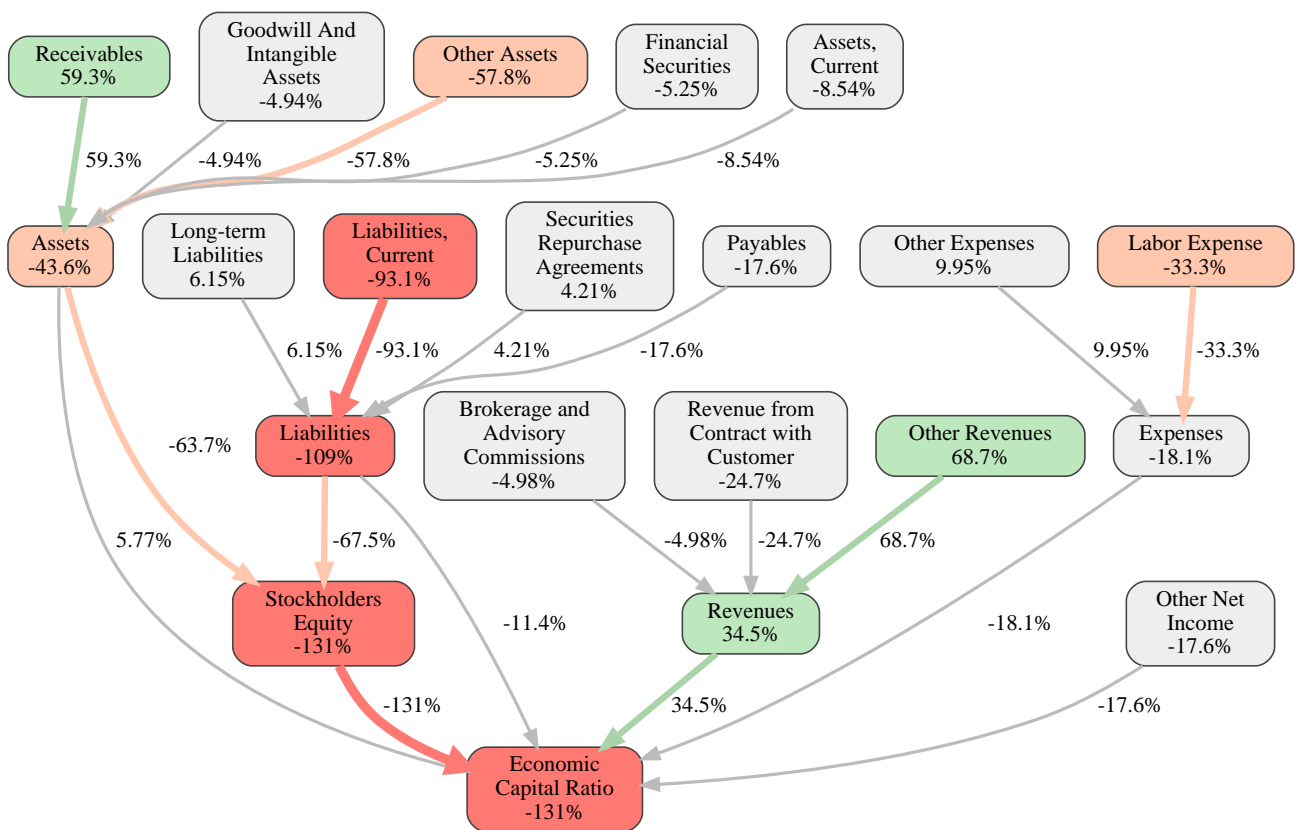 Receivables
59.3%
Goodwill And
Intangible
Assets
-4.94%
Other Assets
-57.8%
Financial
Securities
-5.25%
Assets,
Current
-8.54%
59.3%
-4.94%
-57.8%
-5.25%
-8.54%
Assets
-43.6%
Long-term
Liabilities
6.15%
Liabilities,
Current
-93.1%
Securities
Repurchase
Agreements
4.21%
Payables
-17.6%
Other Expenses
9.95%
Labor Expense
-33.3%
6.15%
-93.1%
4.21%
-17.6%
9.95%
-33.3%
-63.7%
Liabilities
-109%
Brokerage and
Advisory
Commissions
-4.98%
Revenue from
Contract with
Customer
-24.7%
Other Revenues
68.7%
Expenses
-18.1%
5.77%
-67.5%
-4.98%
-24.7%
68.7%
Stockholders
Equity
-131%
-11.4%
Revenues
34.5%
-18.1%
Other Net
Income
-17.6%
-131%
34.5%
-17.6%
Economic
Capital Ratio
-131%